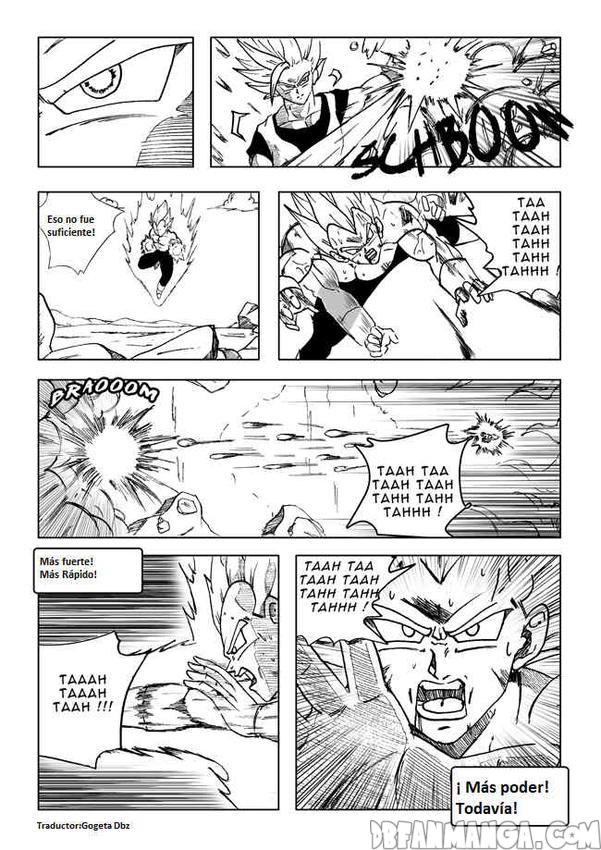 SCHBOOM
Eso no fue
suficiente!
TAA
TAAH
TAAH
TAHH
TAHH
TAHHH !
BRAOOOM
TAAH TAA
TAAH TAAH
TAHH TAHH
TAHHH !
Más fuerte!
Más Rápido!
TAAAH
TAAAH
TAAH !!!
TAAH TAA
TAAH TAAH
TAHH TAHH
TAHHH !
¡ Más poder!
Todavía!
Traductor:Gogeta Dbz
DBFANMANGA.COM